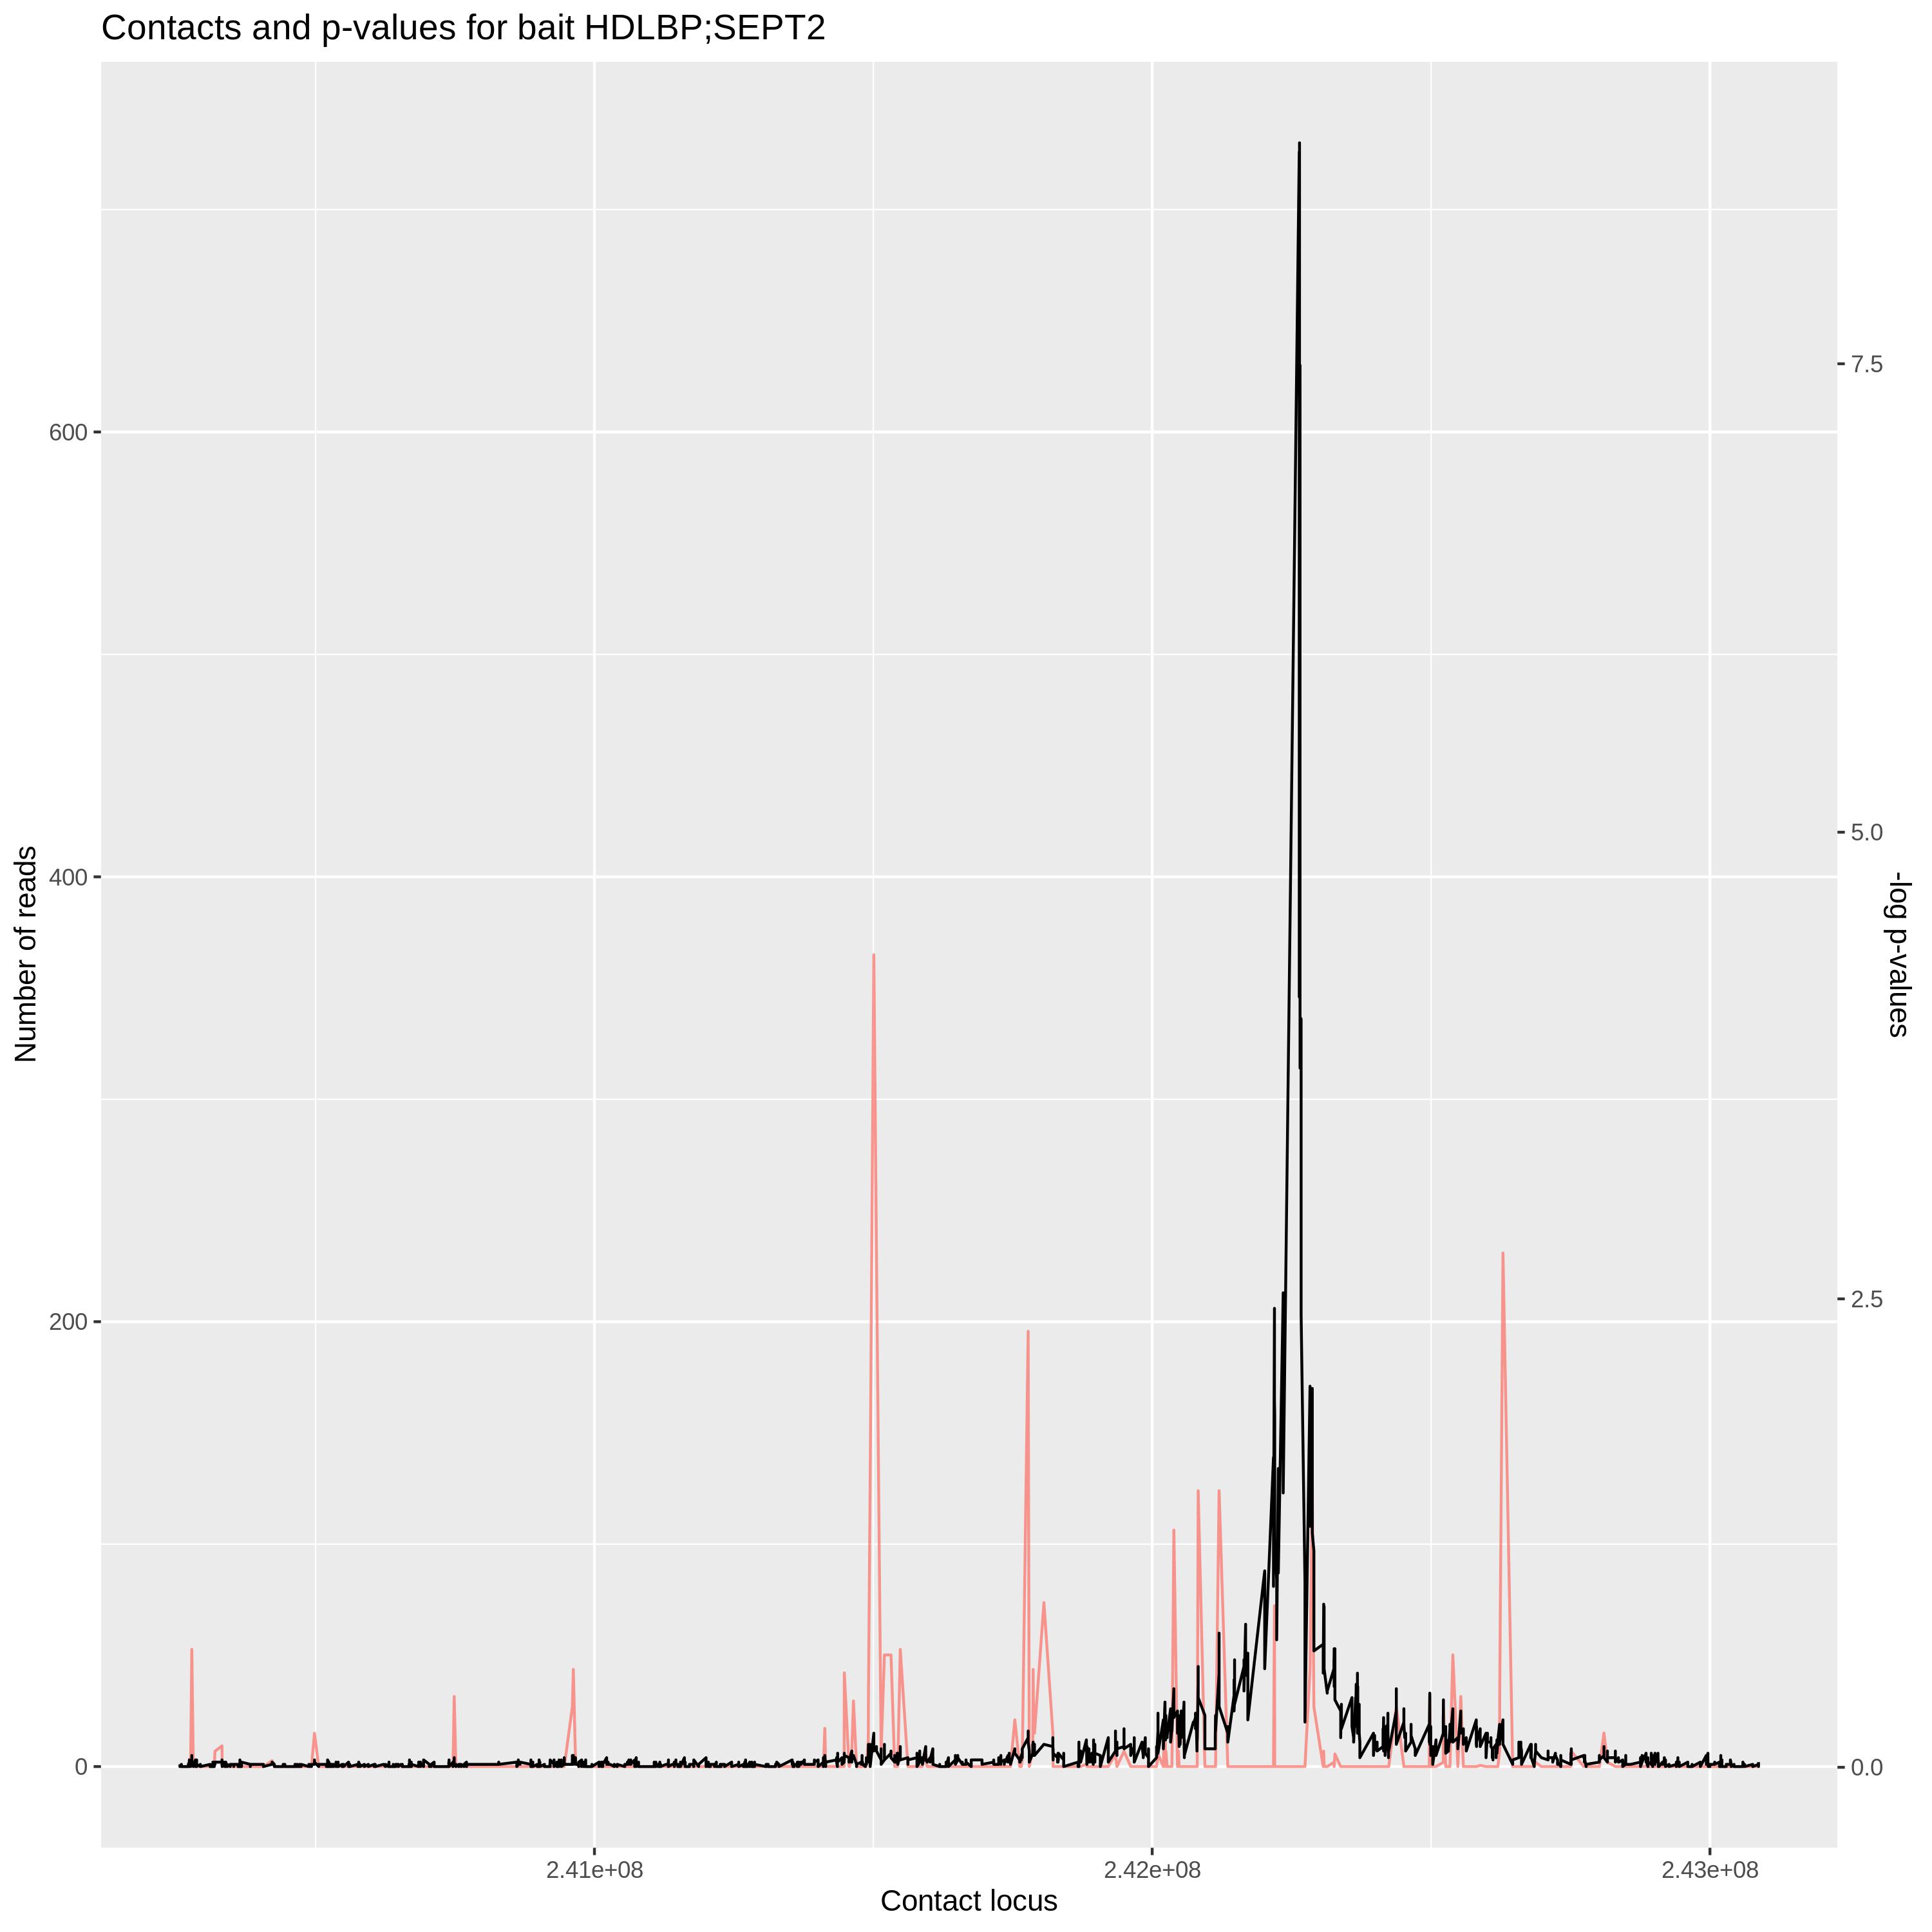 Contacts and p-values for bait HDLBP;SEPT2
600
400
200
0
Number of reads
7.5
5.0
2.5
0.0
-log p-values
2.41e+08
2.42e+08
2.43e+08
Contact locus